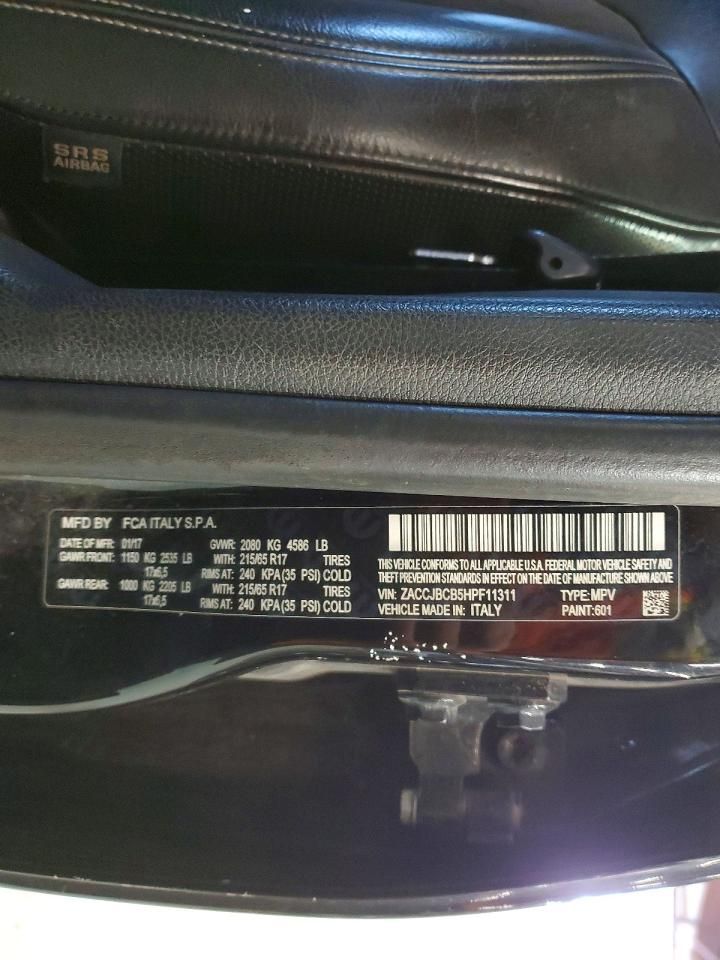 SRS
AIRBAG
MFD BY FCA ITALY S.P.A.
DATE OF MFR: 01/17 GVWR: 2080 KG 4586 LB
GAWR FRONT: 1150 KG 2535 LB WITH: 215/65 R17 TIRES
17x6,5 RIMS AT: 240 KPA (35 PSI) COLD
GAWR REAR: 1000 KG 2205 LB WITH: 215/65 R17 TIRES
17x6,5 RIMS AT: 240 KPA (35 PSI) COLD
THIS VEHICLE CONFORMS TO ALL APPLICABLE U.S.A. FEDERAL MOTOR VEHICLE SAFETY AND
THEFT PREVENTION STANDARDS IN EFFECT ON THE DATE OF MANUFACTURE SHOWN ABOVE
VIN: ZACCJBCB5HPF11311 TYPE: MPV
VEHICLE MADE IN: ITALY PAINT: 601